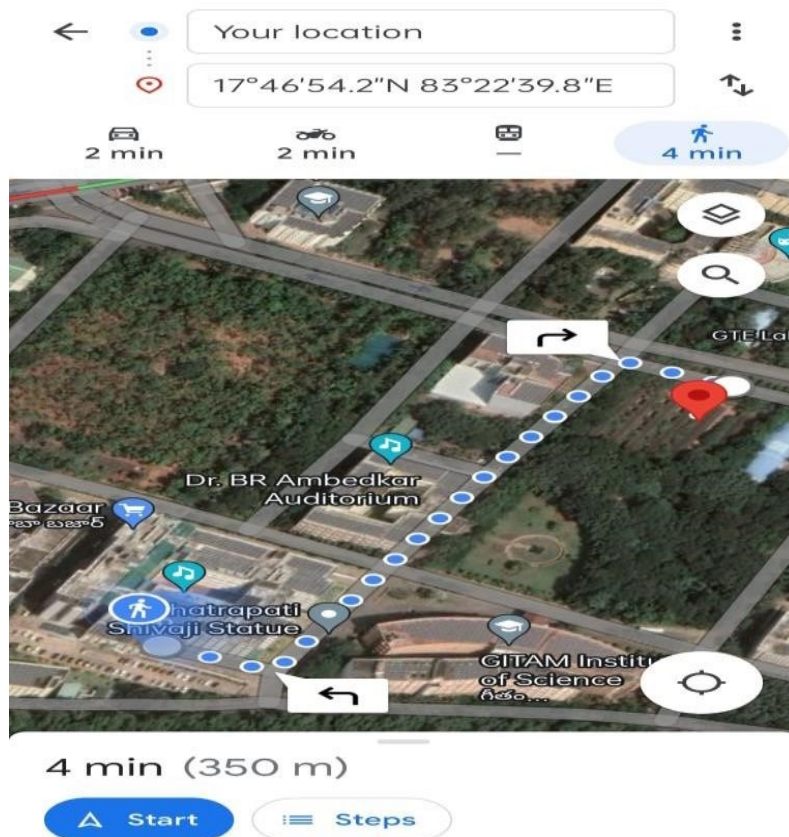 Your location
17°46'54.2"N 83°22'39.8"E
2 min
2 min
—
4 min
GTE La
Dr. BR Ambedkar
Auditorium
Bazaar
బజార్
hatrapati
Shivaji Statue
GITAM Institu
of Science
గీతం...
4 min (350 m)
Start
Steps